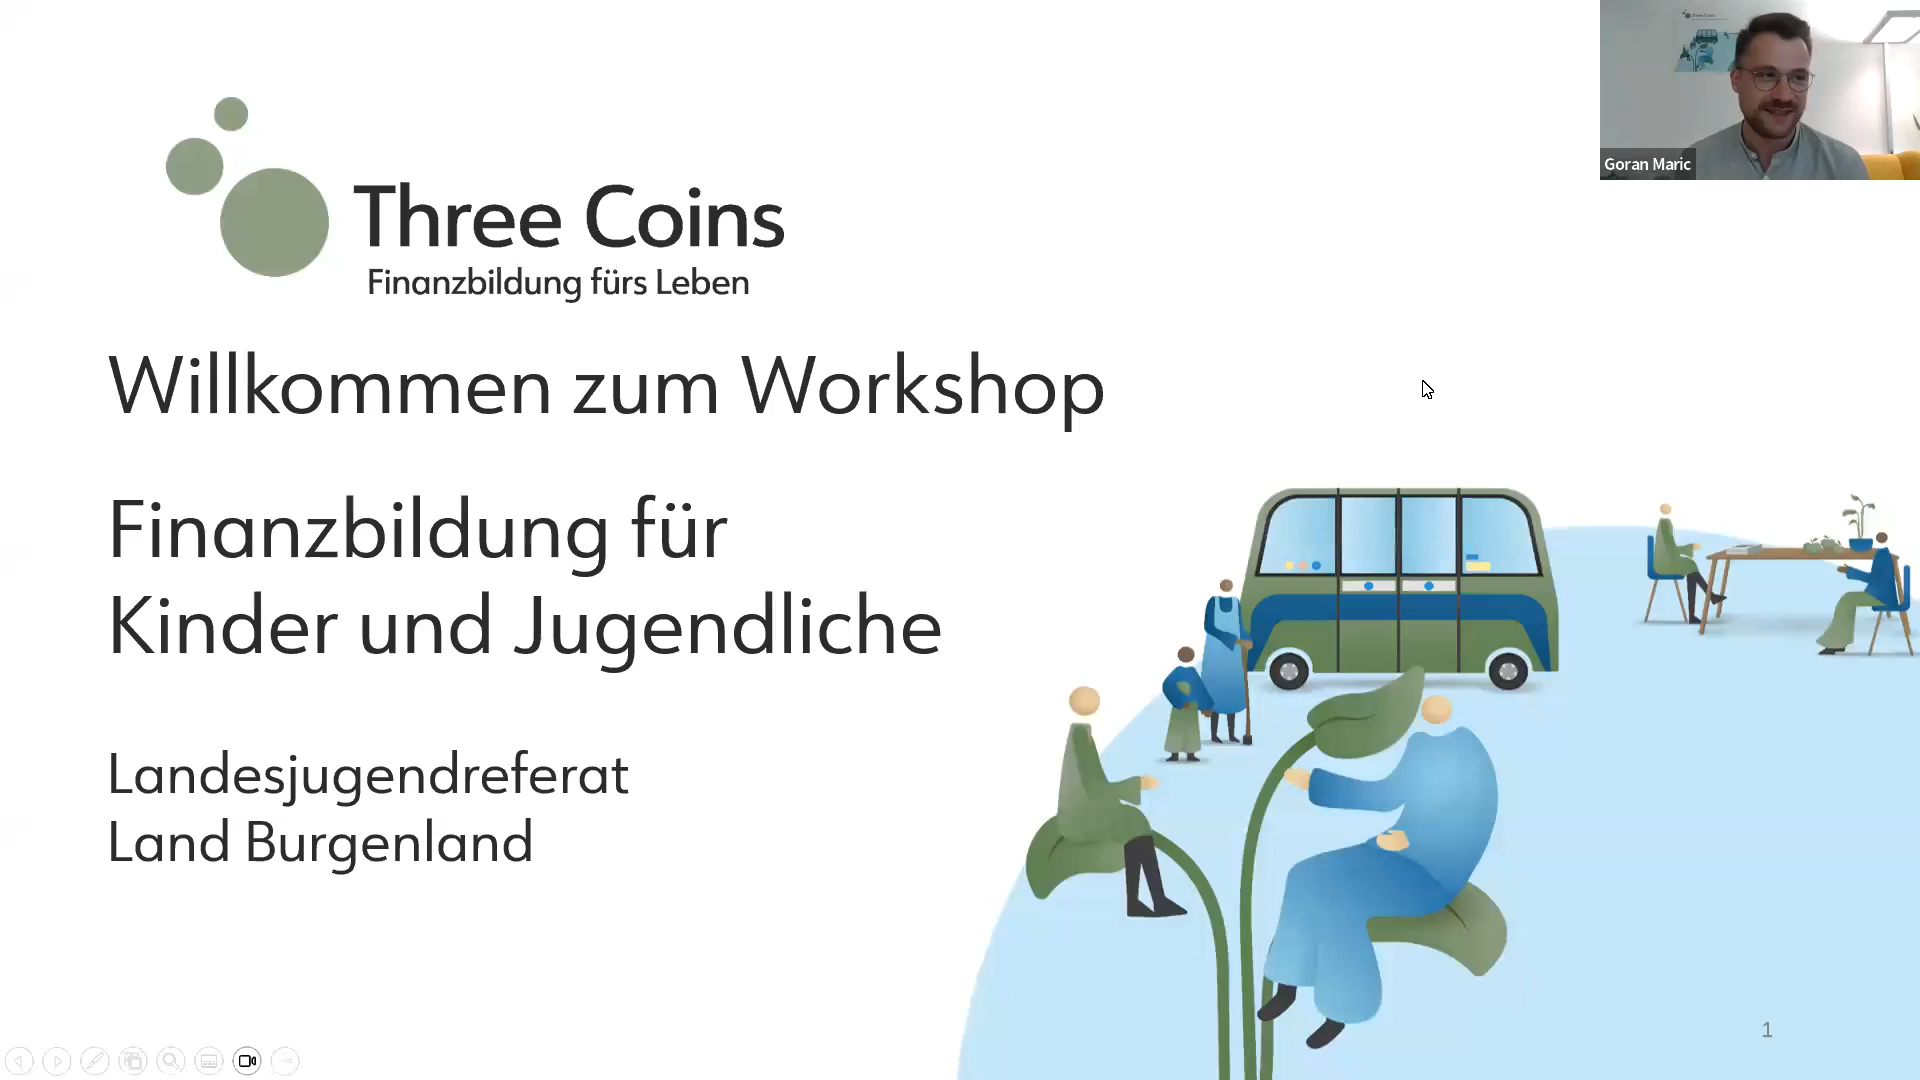 Three Coins
Finanzbildung fürs Leben
Willkommen zum Workshop
Finanzbildung für
Kinder und Jugendliche
Landesjugendreferat
Land Burgenland
Goran Maric
1